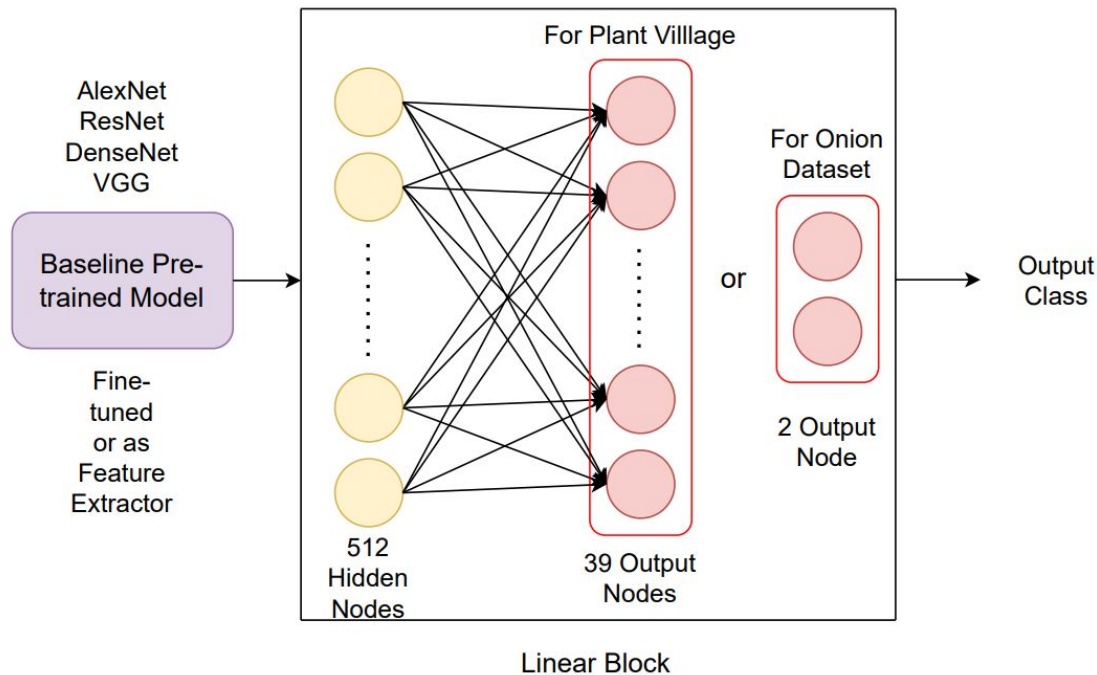 AlexNet
ResNet
DenseNet
VGG
Baseline Pre-
trained Model
Fine-
tuned
or as
Feature
Extractor
For Plant Villlage
512
Hidden
Nodes
39 Output
Nodes
or
For Onion
Dataset
2 Output
Node
Output
Class
Linear Block